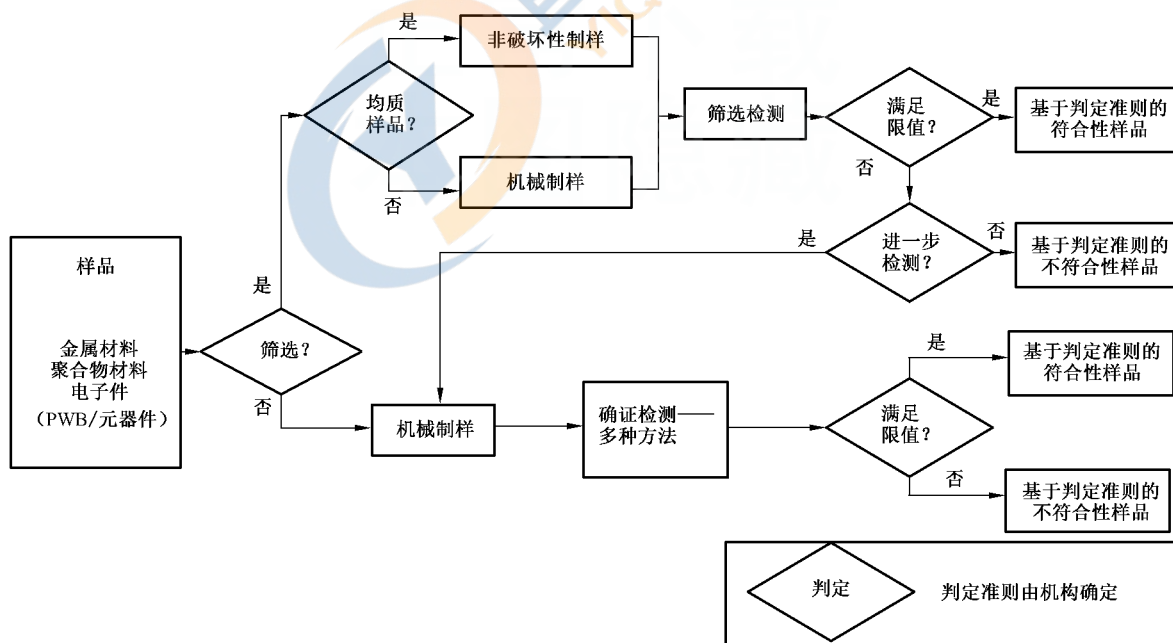 是
非破坏性制样
均质
样品？
筛选检测
满足
限值？
是
基于判定准则的
符合性样品
否
机械制样
否
样品
金属材料
聚合物材料
电子件
（PWB/元器件）
是
筛选？
否
是
进一步
检测？
否
基于判定准则的
不符合性样品
机械制样
确证检测——
多种方法
满足
限值？
是
基于判定准则的
符合性样品
否
基于判定准则的
不符合性样品
判定
判定准则由机构确定